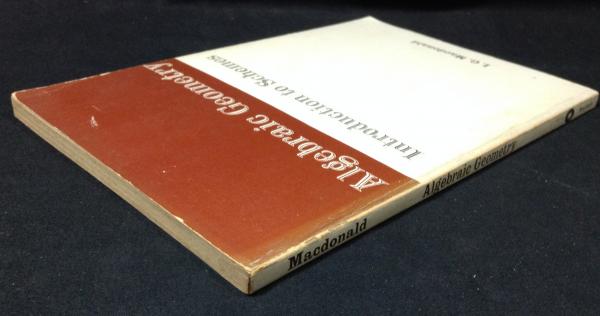 Algebraic Geometry
Introduction to Schemes
I. G. Macdonald
Macdonald
Algebraic Geometry